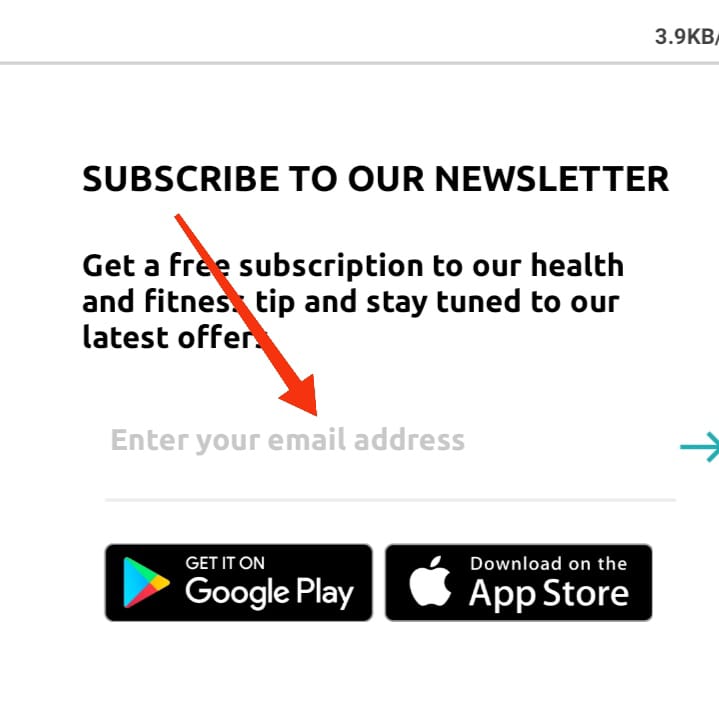 3.9KB/
SUBSCRIBE TO OUR NEWSLETTER
Get a free subscription to our health
and fitness tip and stay tuned to our
latest offers
Enter your email address
GET IT ON
Google Play
Download on the
App Store